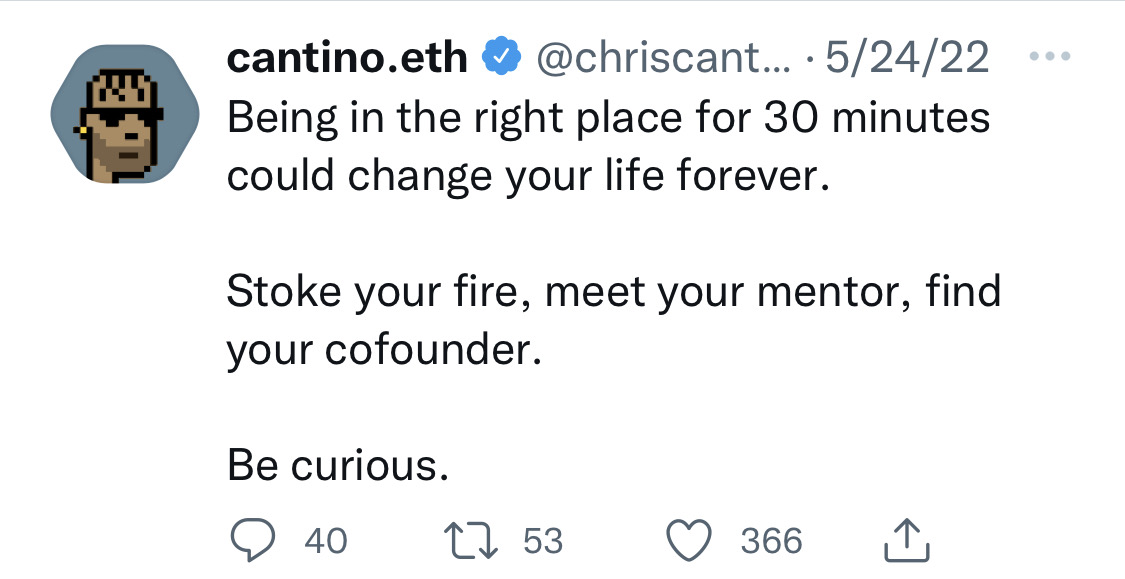 cantino.eth @chriscant... · 5/24/22
Being in the right place for 30 minutes
could change your life forever.
Stoke your fire, meet your mentor, find
your cofounder.
Be curious.
40 53 366